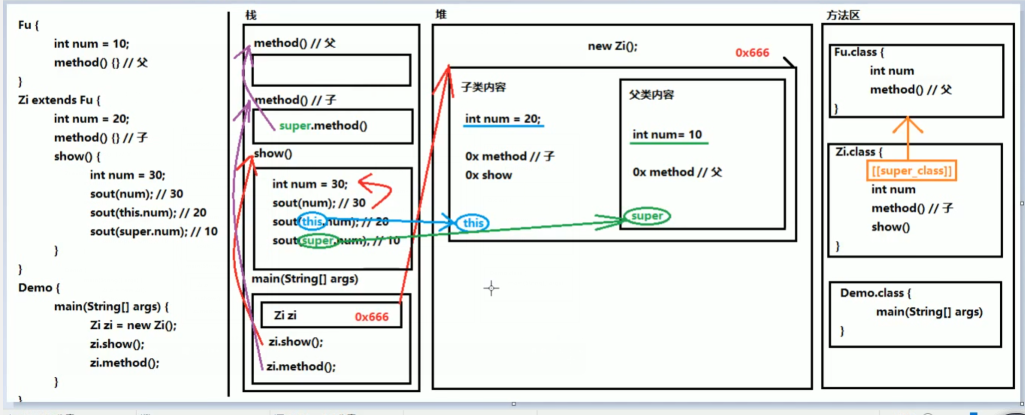 Fu {
int num = 10;
method() {} // 父
}
Zi extends Fu {
int num = 20;
method() {} // 子
show() {
int num = 30;
sout(num); // 30
sout(this.num); // 20
sout(super.num); // 10
}
}
Demo {
main(String[] args) {
Zi zi = new Zi();
zi.show();
zi.method();
}
}
栈
method() // 父
method() // 子
super.method()
show()
int num = 30;
sout(num); // 30
sout(this.num); // 20
sout(super.num); // 10
main(String[] args)
Zi zi 0x666
zi.show();
zi.method();
堆
new Zi(); 0x666
子类内容
int num = 20;
0x method // 子
0x show
this
父类内容
int num= 10
0x method // 父
super
方法区
Fu.class {
int num
method() // 父
}
Zi.class {
[[super_class]]
int num
method() // 子
show()
}
Demo.class {
main(String[] args)
}